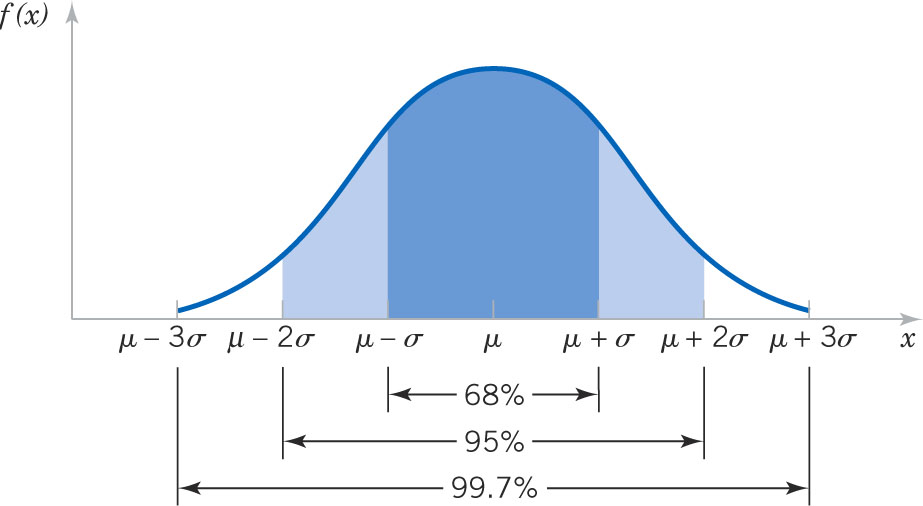 f(x)
μ – 3σ μ – 2σ μ – σ μ μ + σ μ + 2σ μ + 3σ x
68%
95%
99.7%